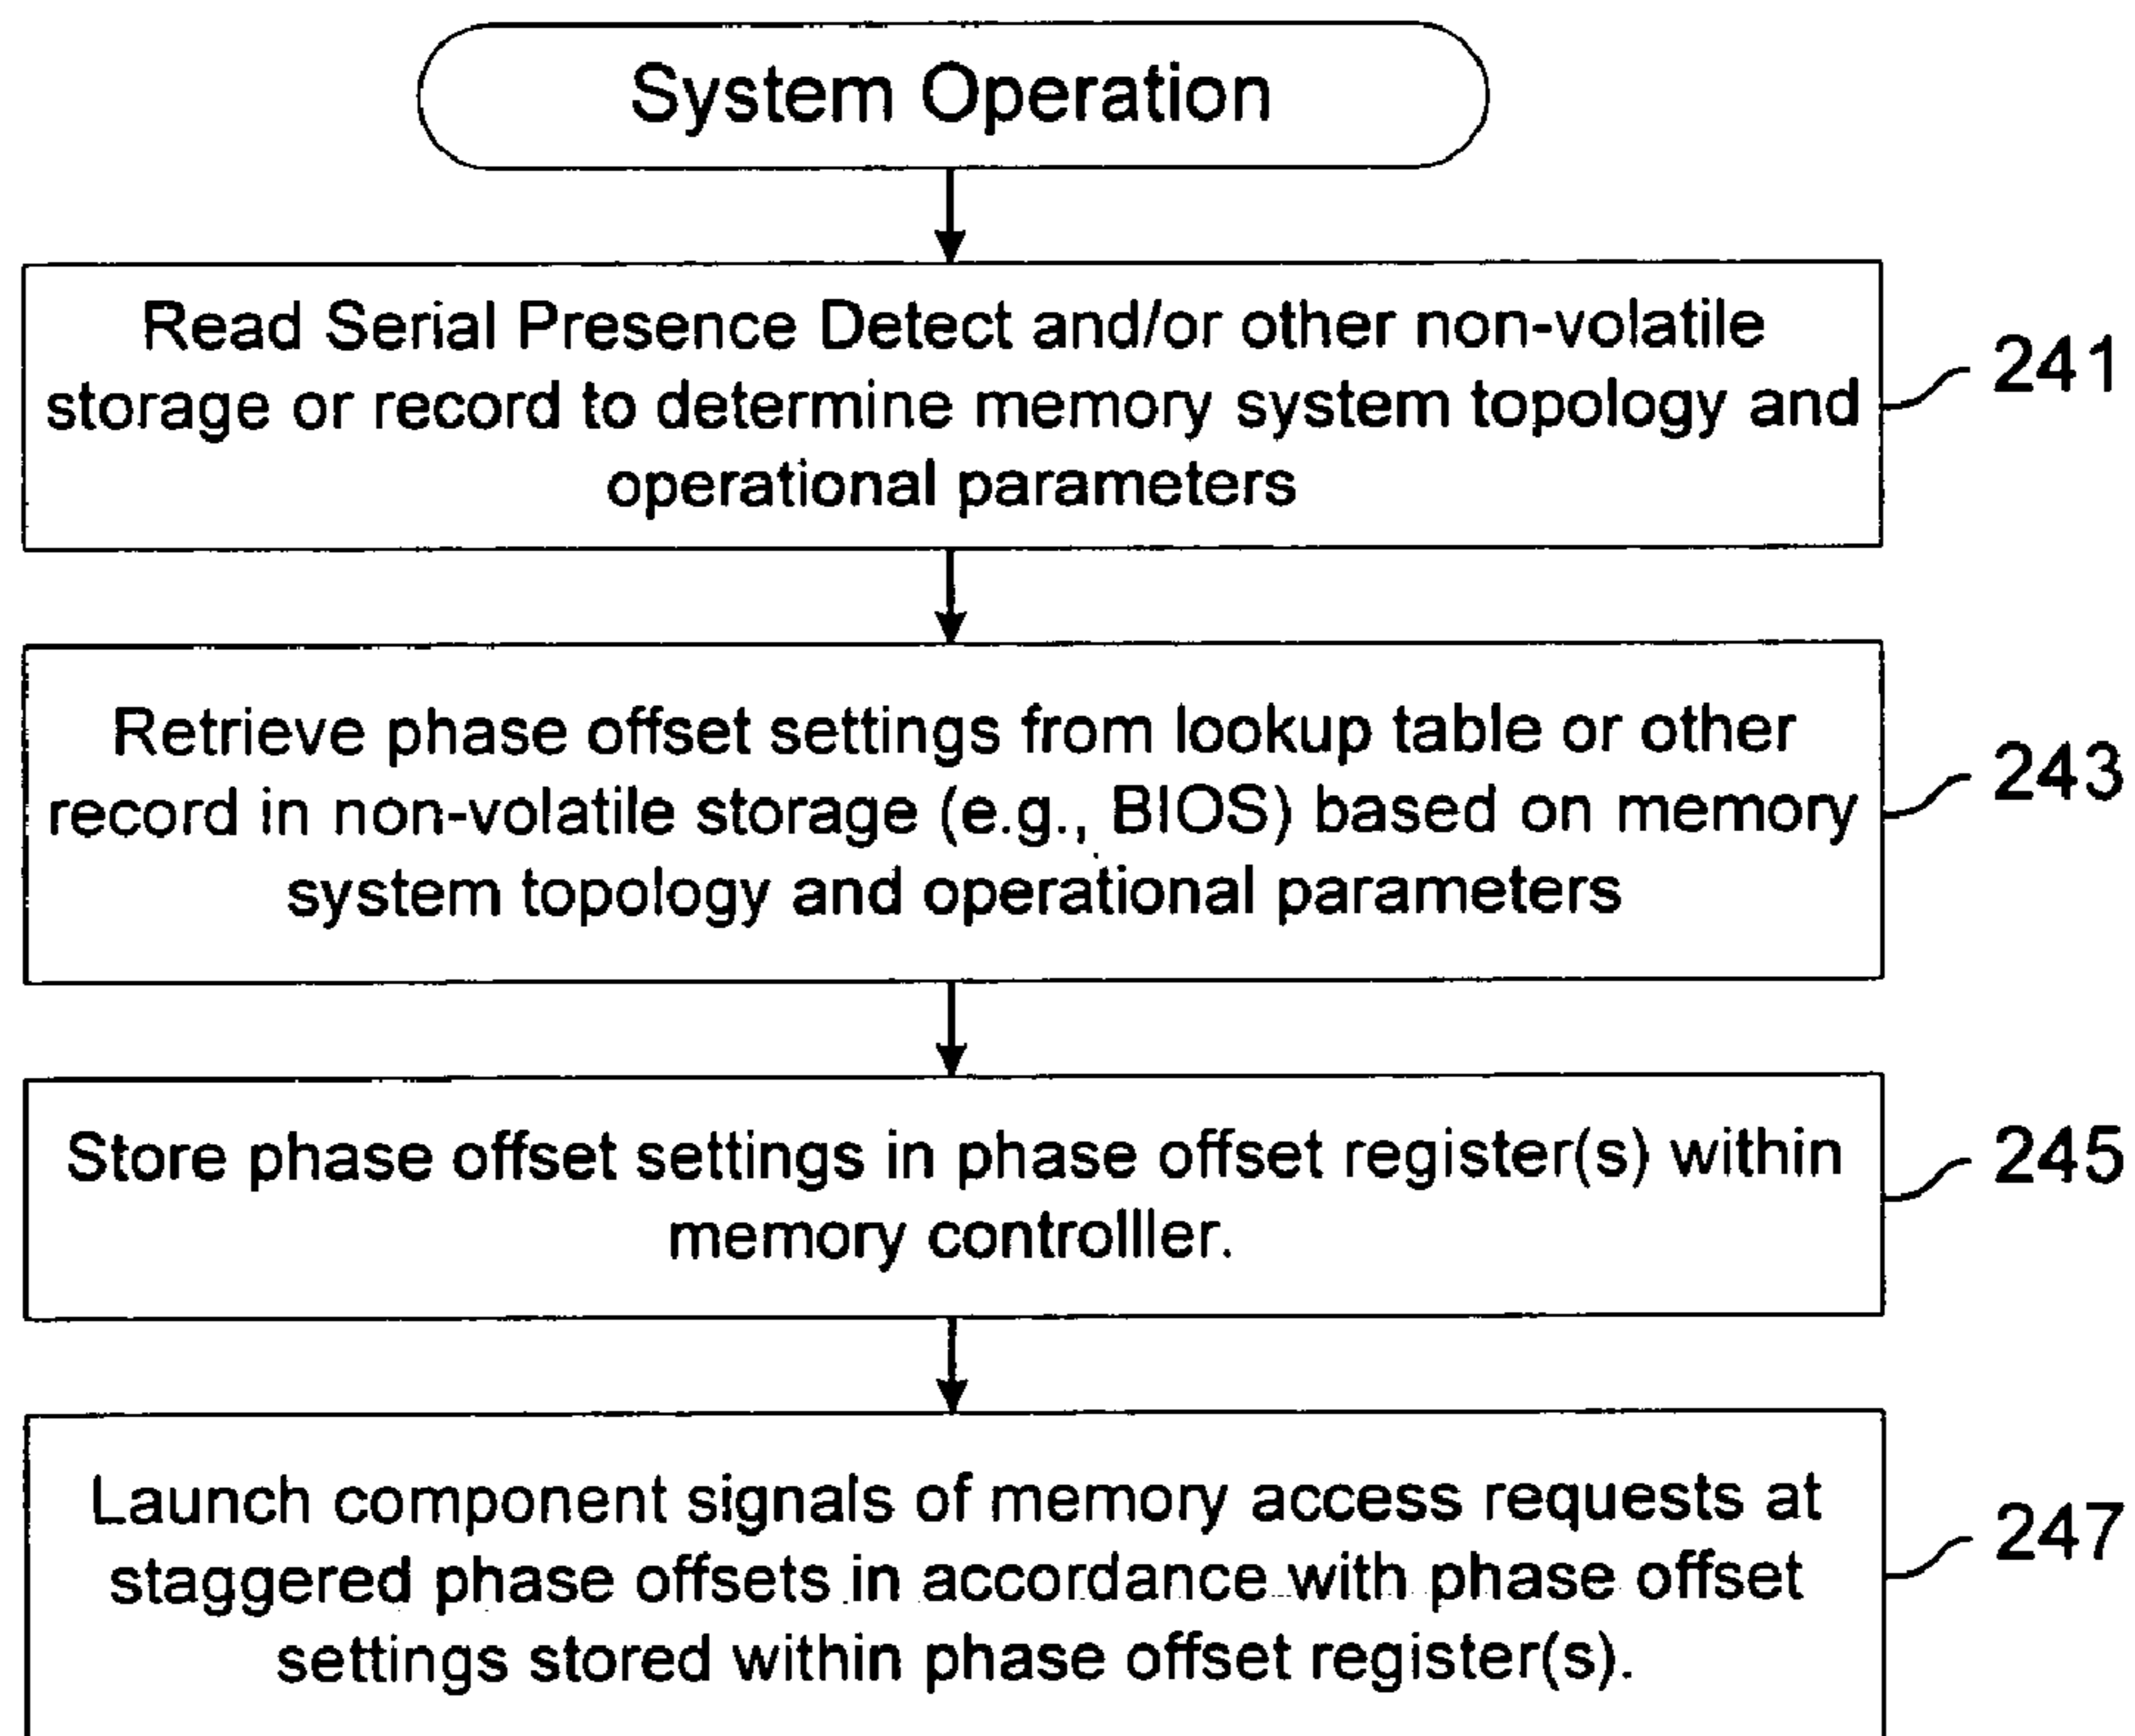 System Operation
Read Serial Presence Detect and/or other non-volatile
storage or record to determine memory system topology and
operational parameters
241
Retrieve phase offset settings from lookup table or other
record in non-volatile storage (e.g., BIOS) based on memory
system topology and operational parameters
243
Store phase offset settings in phase offset register(s) within
memory controlller.
245
Launch component signals of memory access requests at
staggered phase offsets in accordance with phase offset
settings stored within phase offset register(s).
247